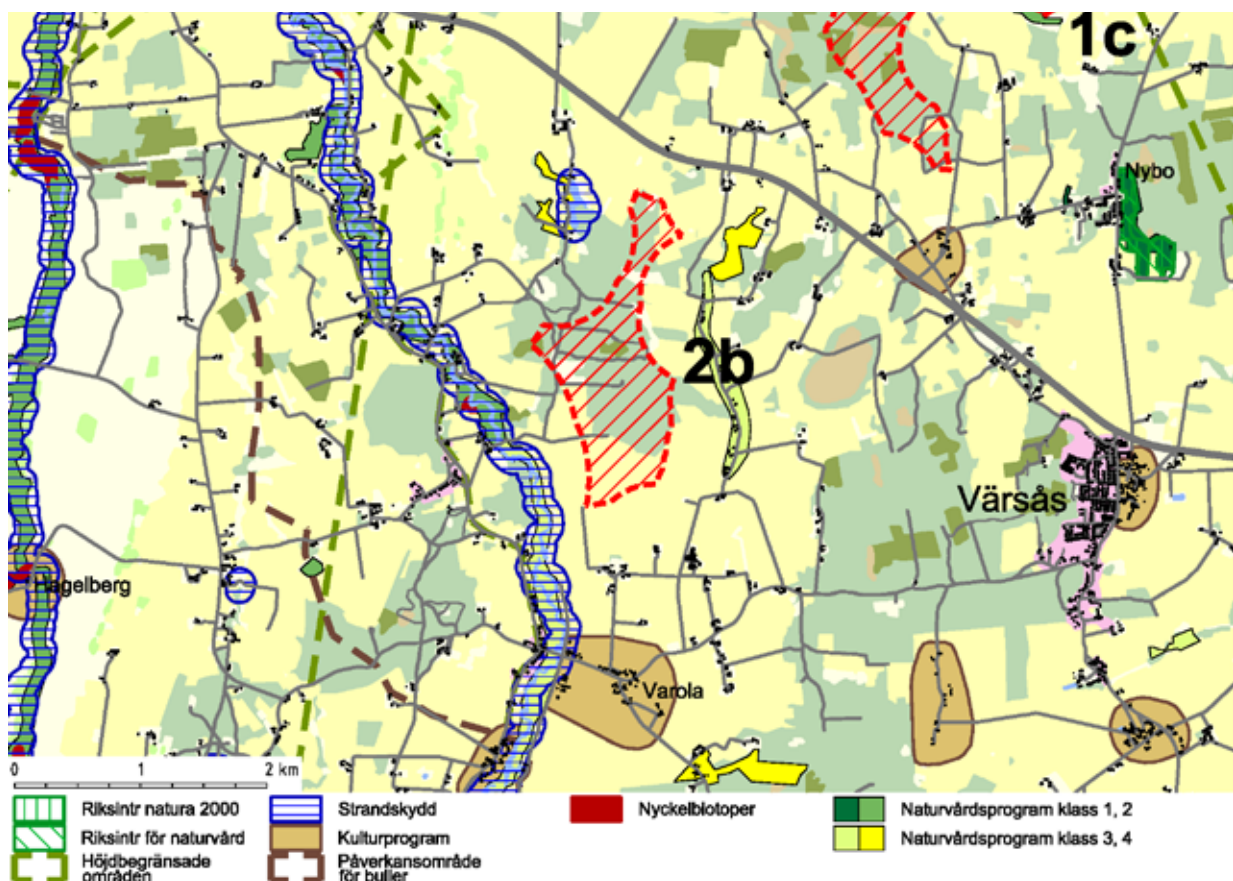 1c
Nybo
2b
Värsås
Hagelberg
Varola
0 1 2 km
Riksintr natura 2000
Strandskydd
Nyckelbiotoper
Naturvårdsprogram klass 1, 2
Riksintr för naturvård
Kulturprogram
Naturvårdsprogram klass 3, 4
Höjdbegränsade
områden
Påverkansområde
för buller